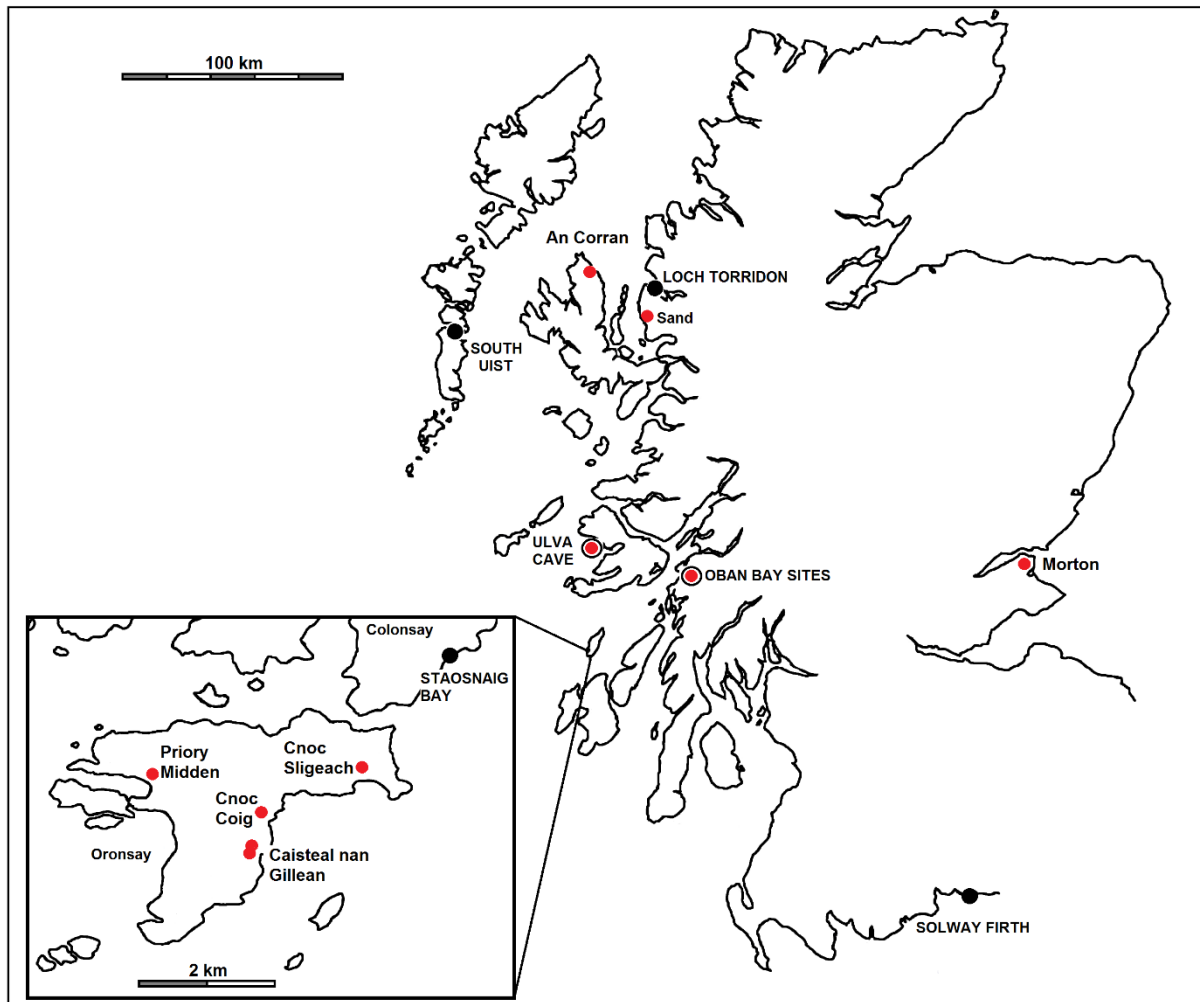 100 km
An Corran
LOCH TORRIDON
Sand
SOUTH
UIST
ULVA
CAVE
OBAN BAY SITES
Morton
Colonsay
STAOSNAIG
BAY
Priory
Midden
Cnoc
Sligeach
Cnoc
Coig
Oronsay
Caisteal nan
Gillean
2 km
SOLWAY FIRTH